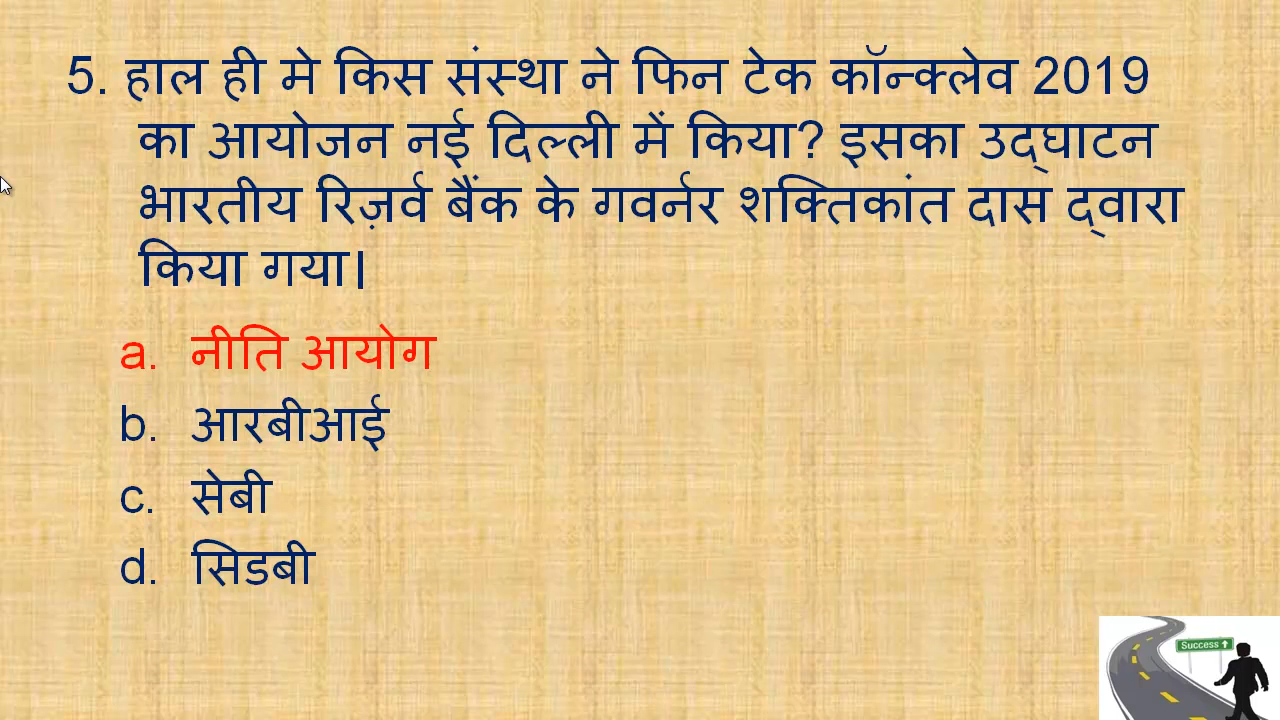 5. हाल ही मे किस संस्था ने फिन टेक कॉन्क्लेव 2019
का आयोजन नई दिल्ली में किया? इसका उद्घाटन
भारतीय रिज़र्व बैंक के गवर्नर शक्तिकांत दास द्वारा
किया गया।
a. नीति आयोग
b. आरबीआई
c. सेबी
d. सिडबी
Success